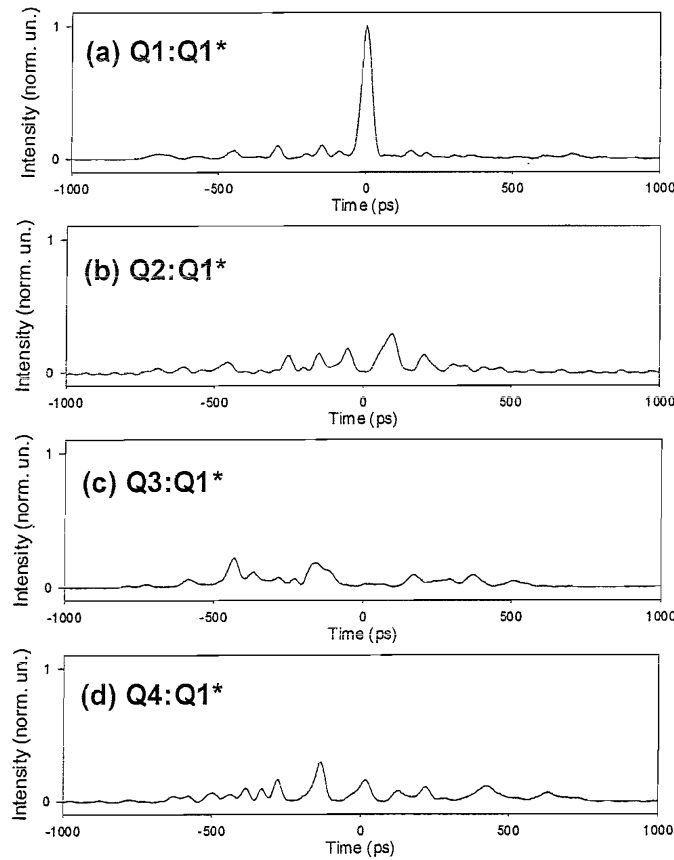 Intensity (norm. un.)
1
0
(a) Q1:Q1*
-1000 -500 0 500 1000
Time (ps)
Intensity (norm. un.)
1
0
(b) Q2:Q1*
-1000 -500 0 500 1000
Time (ps)
Intensity (norm. un.)
1
0
(c) Q3:Q1*
-1000 -500 0 500 1000
Time (ps)
Intensity (norm. un.)
1
0
(d) Q4:Q1*
-1000 -500 0 500 1000
Time (ps)